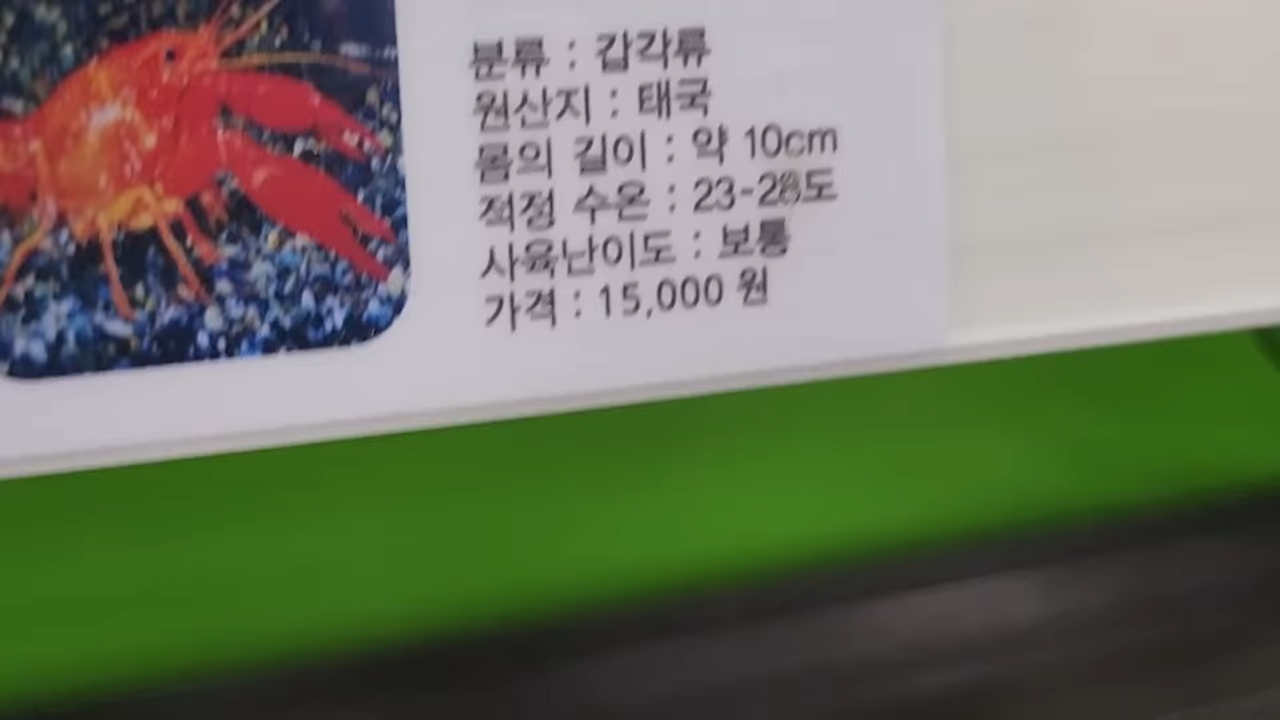 분류 : 갑각류
원산지 : 태국
몸의 길이 : 약 10cm
적정 수온 : 23-28도
사육난이도 : 보통
가격 : 15,000 원